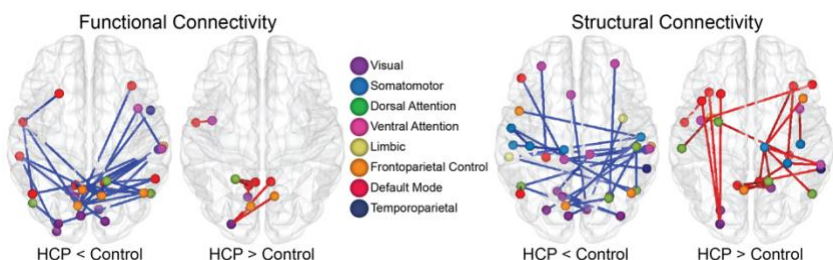 Functional Connectivity
Structural Connectivity
Visual
Somatomotor
Dorsal Attention
Ventral Attention
Limbic
Frontoparietal Control
Default Mode
Temporoparietal
HCP < Control
HCP > Control
HCP < Control
HCP > Control